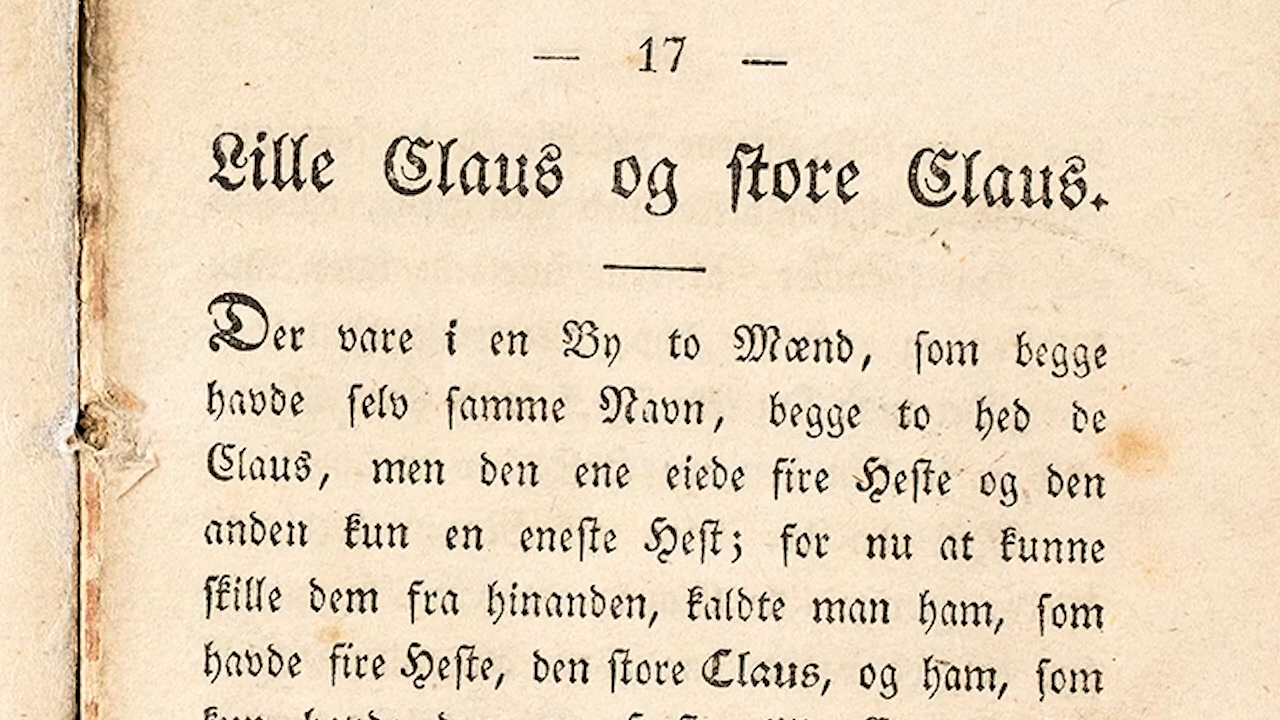 — 17 —
Lille Claus og store Claus.
Der vare i en By to Mænd, som begge
havde selv samme Navn, begge to hed de
Claus, men den ene eiede fire Heste og den
anden kun en eneste Hest; for nu at kunne
skille dem fra hinanden, kaldte man ham, som
havde fire Heste, den store Claus, og ham, som